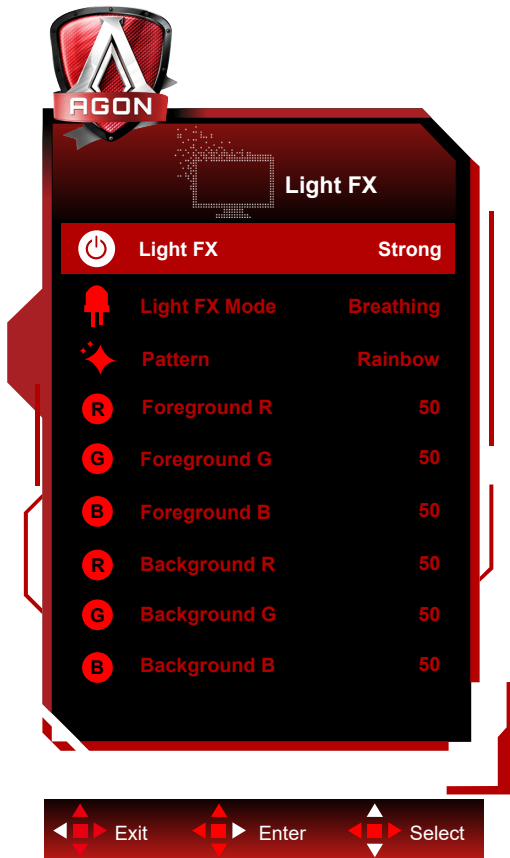 AGON
Light FX
Light FX Strong
Light FX Mode Breathing
Pattern Rainbow
R Foreground R 50
G Foreground G 50
B Foreground B 50
R Background R 50
G Background G 50
B Background B 50
Exit Enter Select